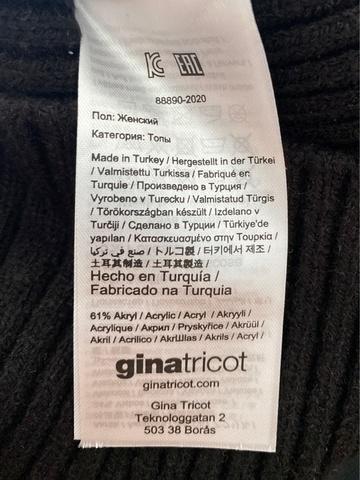 EAC
88890-2020
Пол: Женский
Категория: Топы
Made in Turkey / Hergestellt in der Türkei
/ Valmistettu Turkissa / Fabriqué en
Turquie / Произведено в Турция /
Vyrobeno v Turecku / Valmistatud Türgis
/ Törökországban készült / Izdelano v
Turčiji / Сделано в Турции / Türkiye'de
yapılan / Κατασκευασμένο στην Τουρκία /
صنع في تركيا / トルコ製 / 터키에서 제조 /
土耳其制造 / 土耳其製造 /
Hecho en Turquía /
Fabricado na Turquia
61% Akryl / Acrylic / Acryl / Akryyli /
Acrylique / Акрил / Pryskyřice / Akrüül /
Akril / Acrilico / Akrilas / Akrils / Acryl /
ginatricot
ginatricot.com
Gina Tricot
Teknologgatan 2
503 38 Borås